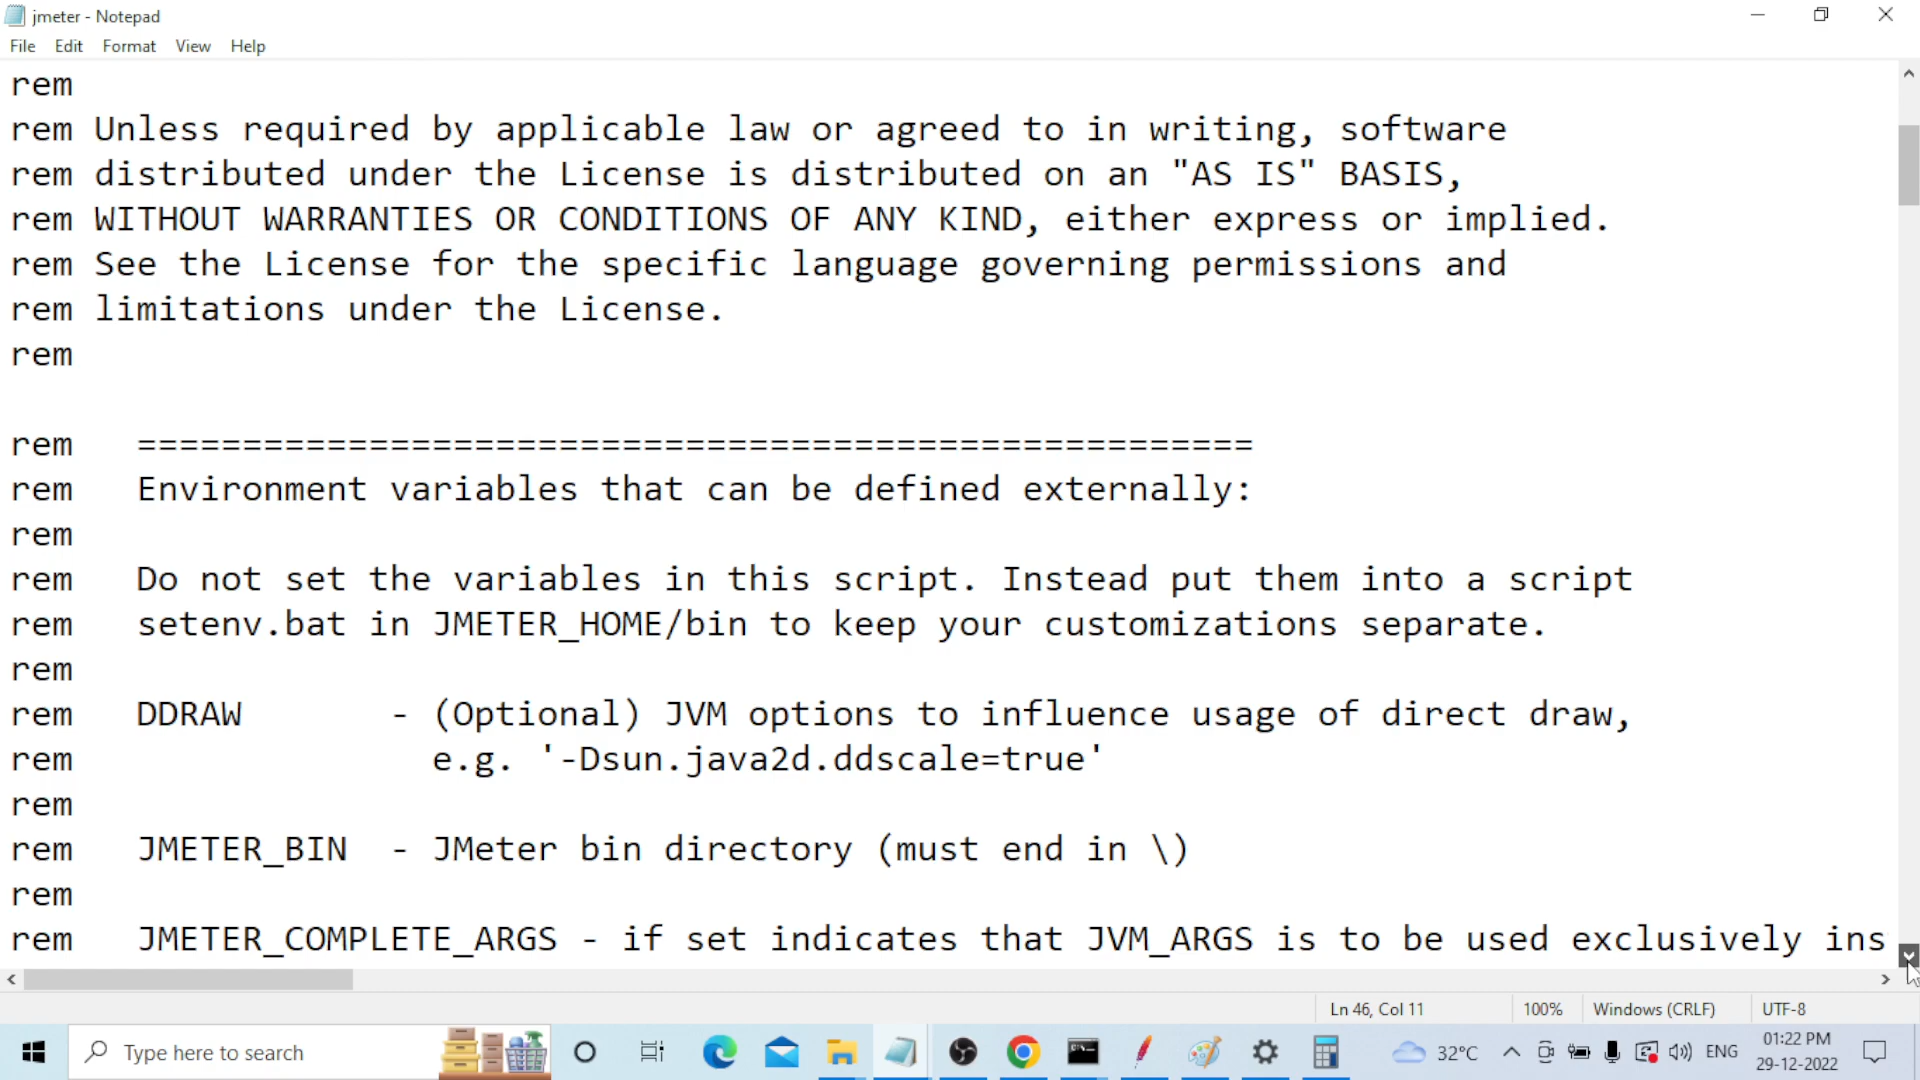 jmeter - Notepad
File Edit Format View Help
rem
rem Unless required by applicable law or agreed to in writing, software
rem distributed under the License is distributed on an "AS IS" BASIS,
rem WITHOUT WARRANTIES OR CONDITIONS OF ANY KIND, either express or implied.
rem See the License for the specific language governing permissions and
rem limitations under the License.
rem
rem =====================================================
rem Environment variables that can be defined externally:
rem
rem Do not set the variables in this script. Instead put them into a script
rem setenv.bat in JMETER_HOME/bin to keep your customizations separate.
rem
rem DDRAW - (Optional) JVM options to influence usage of direct draw,
rem e.g. '-Dsun.java2d.ddscale=true'
rem
rem JMETER_BIN - JMeter bin directory (must end in \)
rem
rem JMETER_COMPLETE_ARGS - if set indicates that JVM_ARGS is to be used exclusively ins
Ln 46, Col 11 100% Windows (CRLF) UTF-8
Type here to search 32°C ENG 01:22 PM
29-12-2022